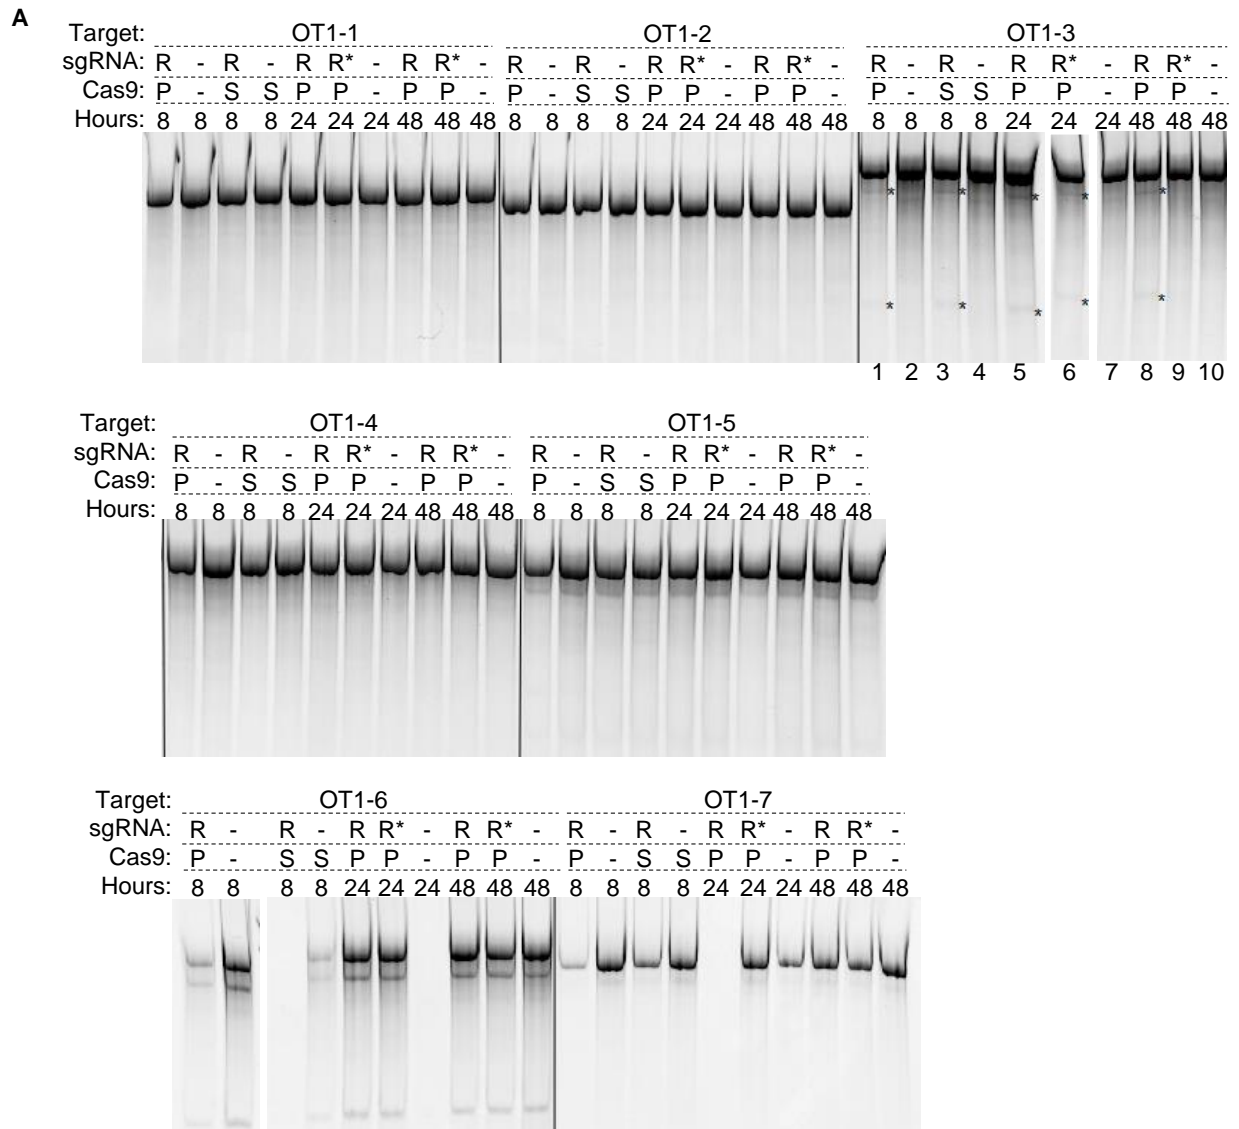 A
Target: OT1-1 OT1-2 OT1-3
sgRNA: R - R - R R* - R R* - R - R - R R* - R R* - R - R - R R* - R R* -
Cas9: P - S S P P - P P - P - S S P P - P P - P - S S P P - P P -
Hours: 8 8 8 8 24 24 24 48 48 48 8 8 8 8 24 24 24 48 48 48 8 8 8 8 24 24 24 48 48 48
* * * * *
* * * * *
1 2 3 4 5 6 7 8 9 10
Target: OT1-4 OT1-5
sgRNA: R - R - R R* - R R* - R - R - R R* - R R* -
Cas9: P - S S P P - P P - P - S S P P - P P -
Hours: 8 8 8 8 24 24 24 48 48 48 8 8 8 8 24 24 24 48 48 48
Target: OT1-6 OT1-7
sgRNA: R - R - R R* - R R* - R - R - R R* - R R* -
Cas9: P - S S P P - P P - P - S S P P - P P -
Hours: 8 8 8 8 24 24 24 48 48 48 8 8 8 8 24 24 24 48 48 48